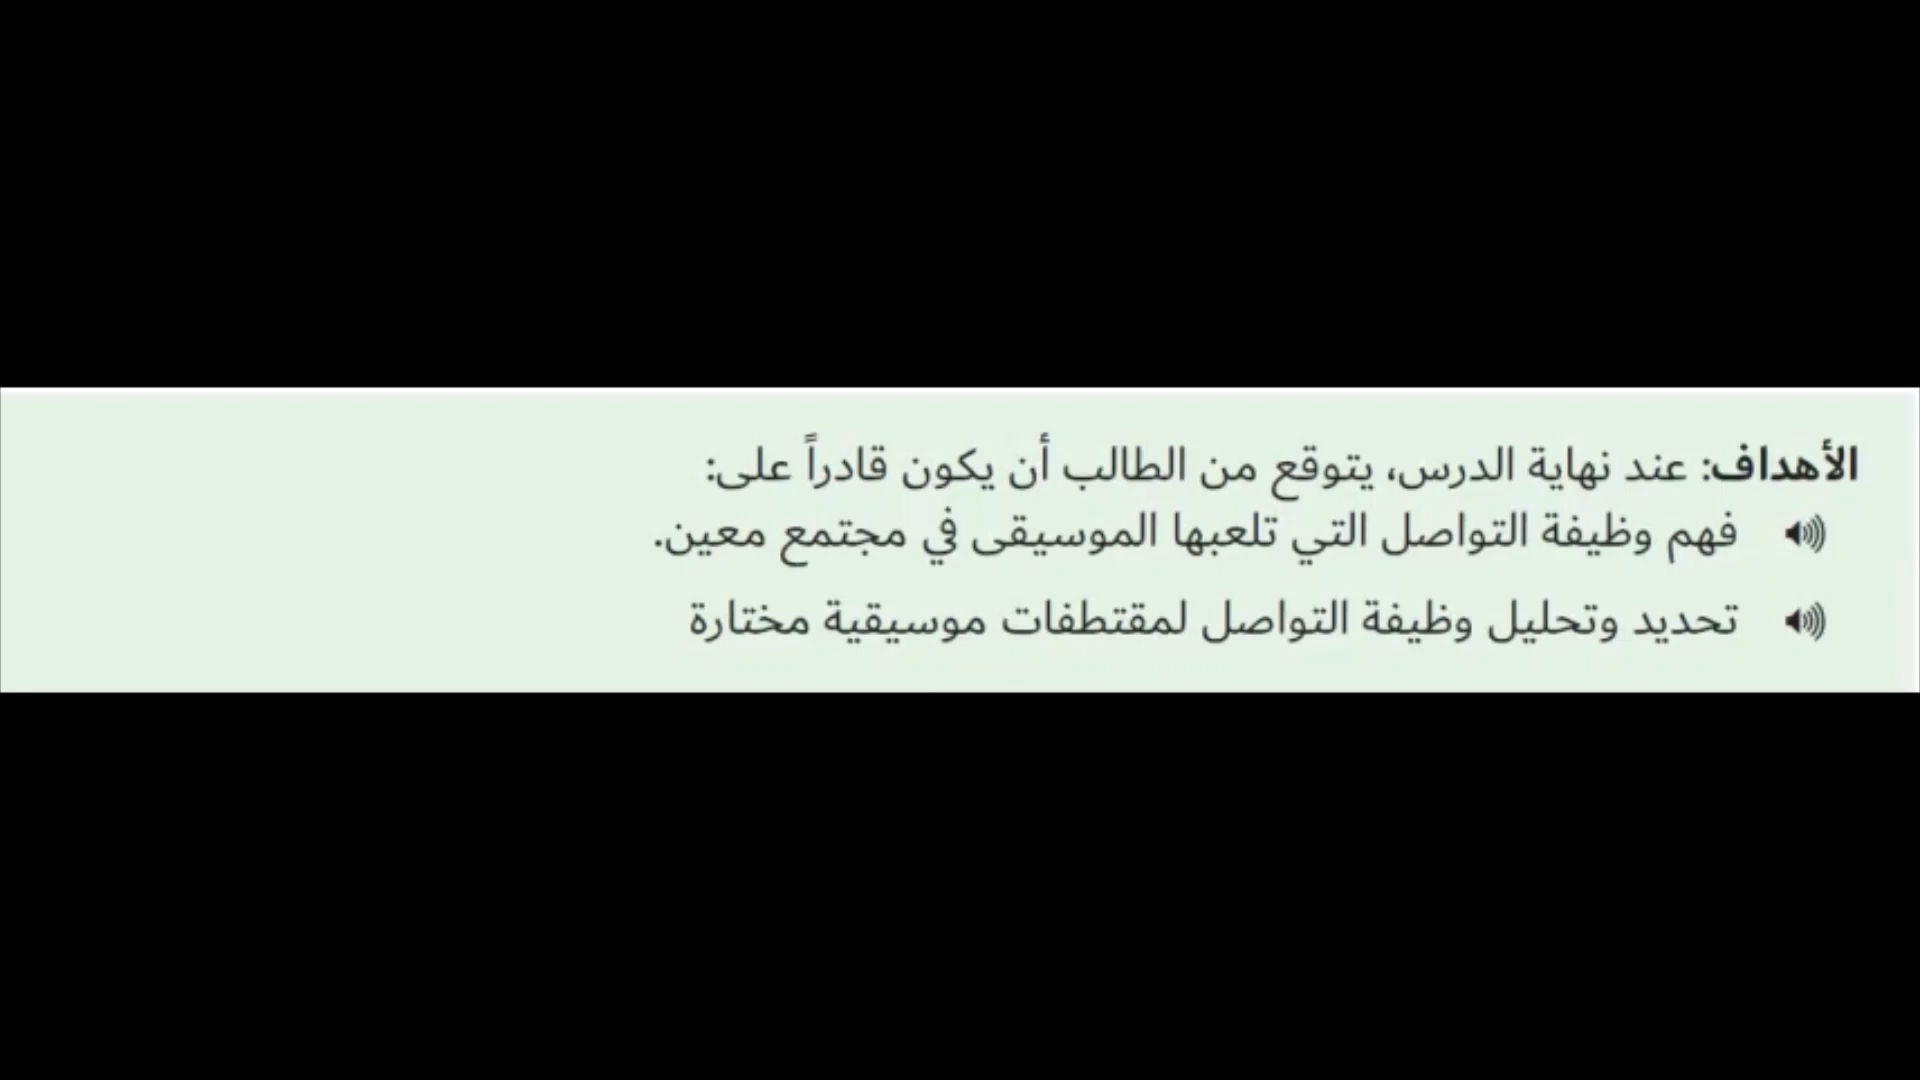 الأهداف: عند نهاية الدرس، يتوقع من الطالب أن يكون قادراً على:
فهم وظيفة التواصل التي تلعبها الموسيقى في مجتمع معين.
تحديد وتحليل وظيفة التواصل لمقتطفات موسيقية مختارة